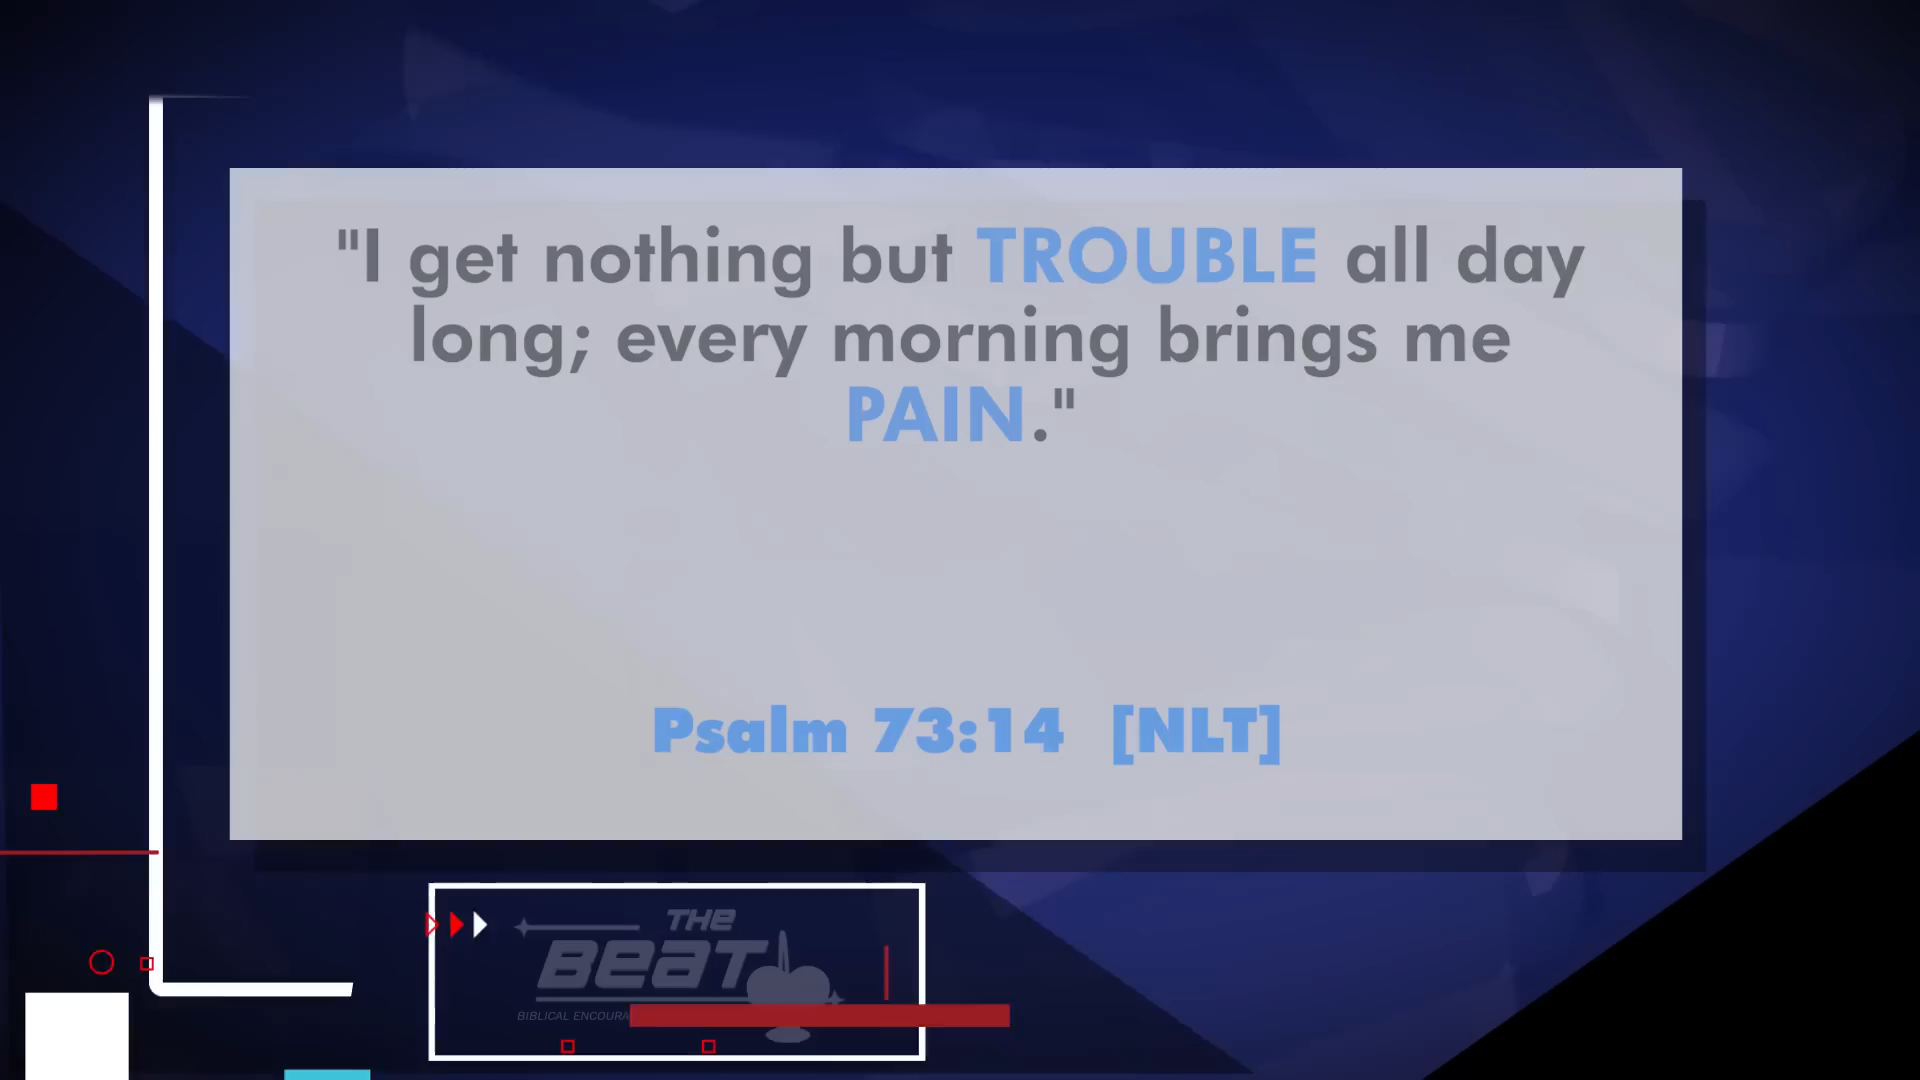 "I get nothing but TROUBLE all day
long; every morning brings me
PAIN."
Psalm 73:14 [NLT]
THE
BEAT
BIBLICAL